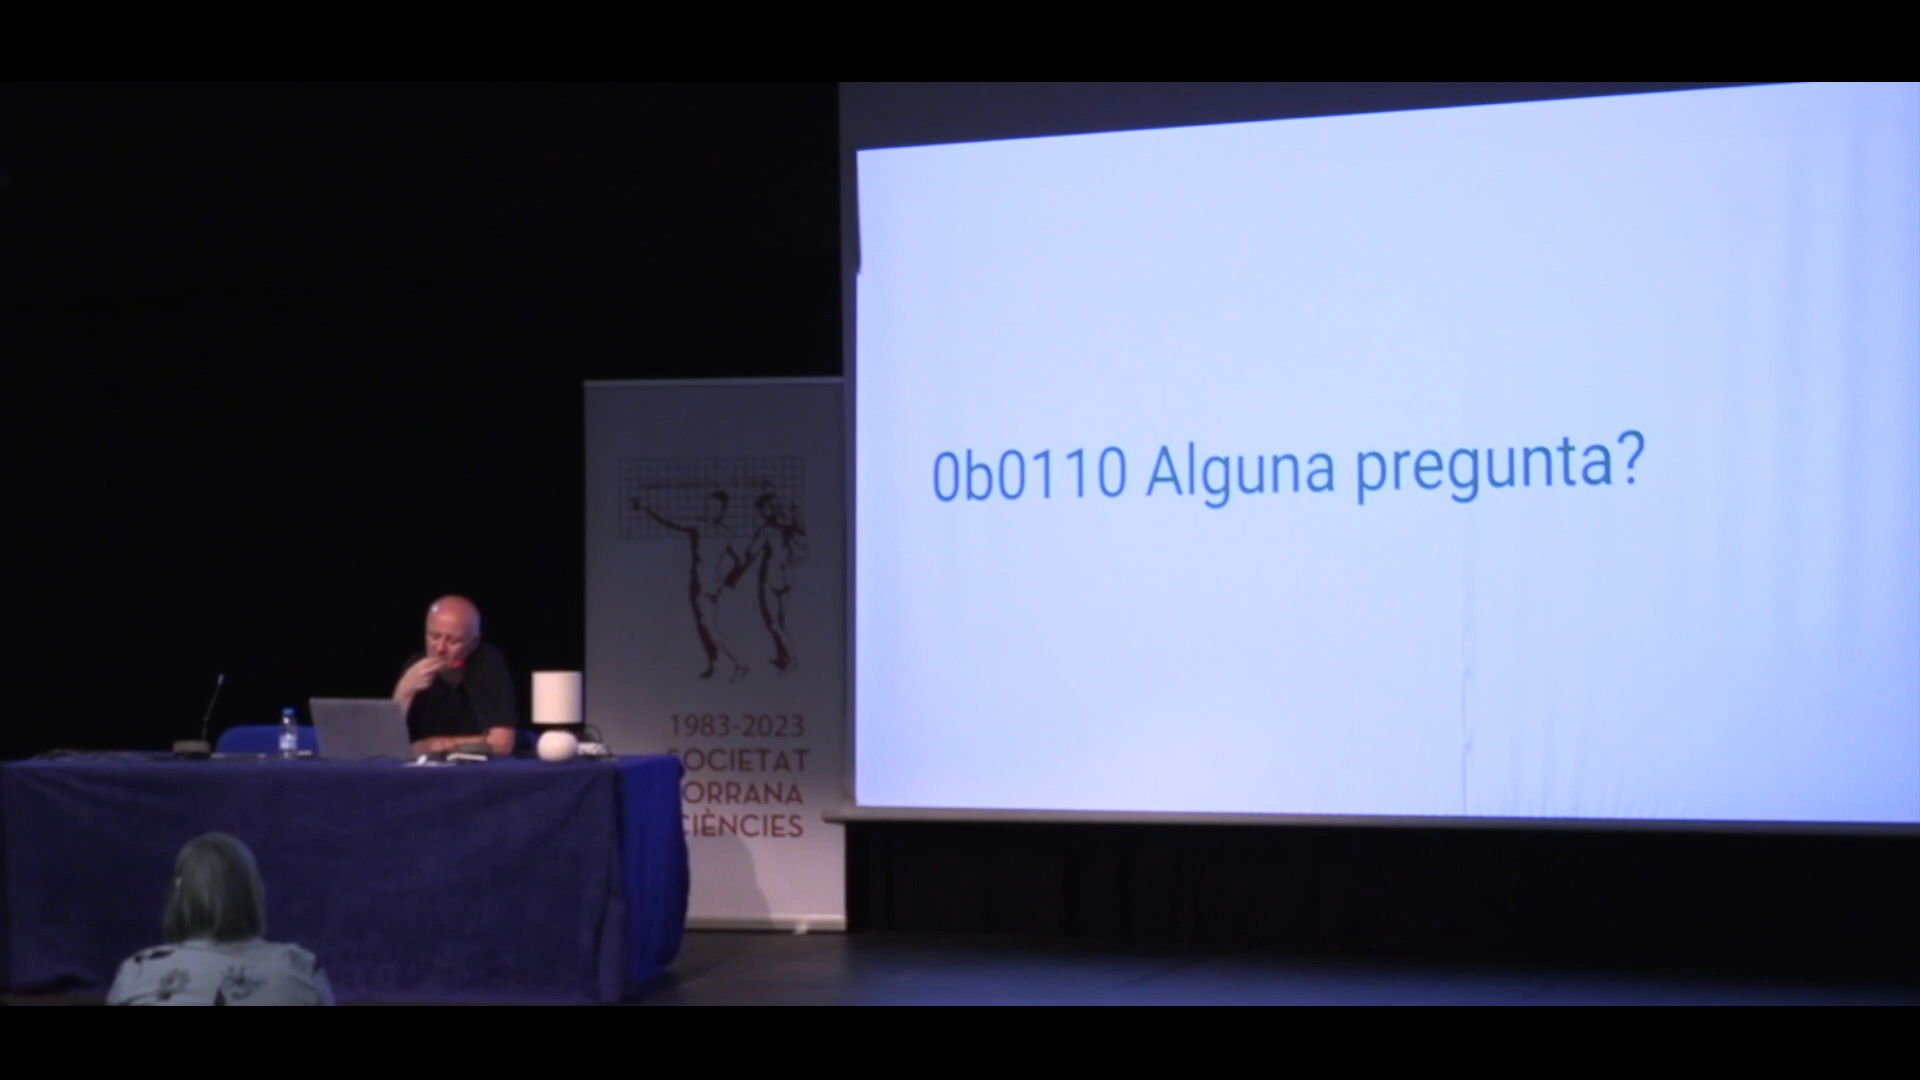 0b0110 Alguna pregunta?
1983-2023
OCIETAT
ORRANA
CIÈNCIES